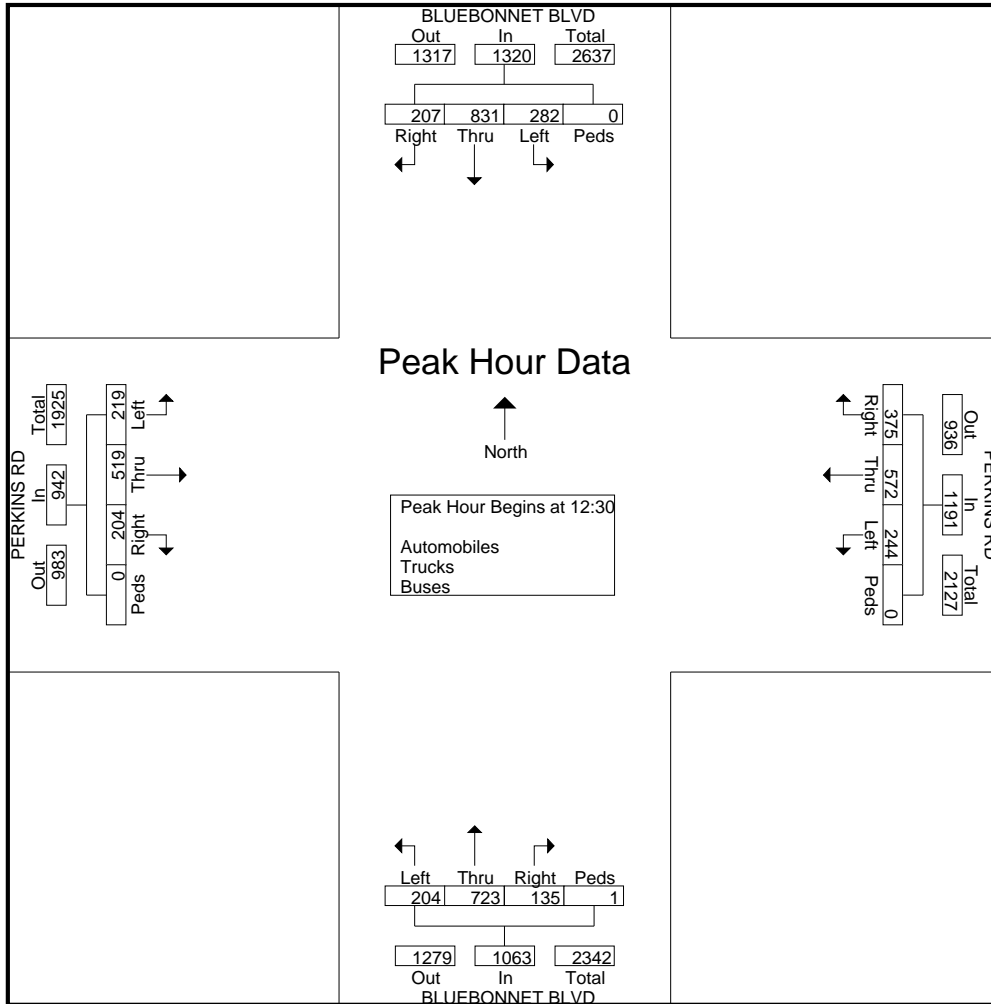 BLUEBONNET BLVD
Out In Total
1317 1320 2637
207 831 282 0
Right Thru Left Peds
Peak Hour Data
North
Peak Hour Begins at 12:30
Automobiles
Trucks
Buses
PERKINS RD
Total In Out
1925 942 983
219 519 204 0
Left Thru Right Peds
PERKINS RD
Out In Total
936 1191 2127
375 572 244 0
Right Thru Left Peds
Left Thru Right Peds
204 723 135 1
1279 1063 2342
Out In Total
BLUEBONNET BLVD